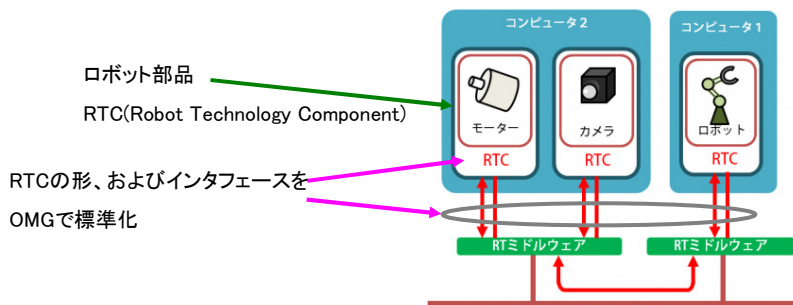 コンピュータ2
コンピュータ1
ロボット部品
RTC(Robot Technology Component)
モーター
カメラ
ロボット
RTC
RTC
RTC
RTCの形、およびインタフェースを
OMGで標準化
RTミドルウェア
RTミドルウェア